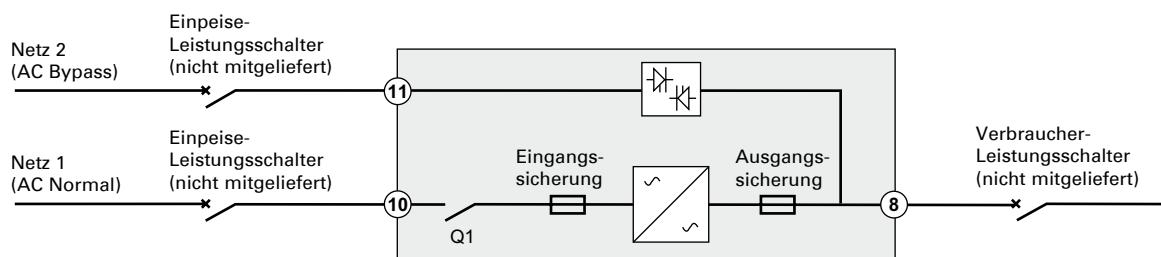 Netz 2
(AC Bypass)
Einpeise-
Leistungsschalter
(nicht mitgeliefert)
11
Netz 1
(AC Normal)
Einpeise-
Leistungsschalter
(nicht mitgeliefert)
10
Q1
Eingangs-
sicherung
Ausgangs-
sicherung
8
Verbraucher-
Leistungsschalter
(nicht mitgeliefert)